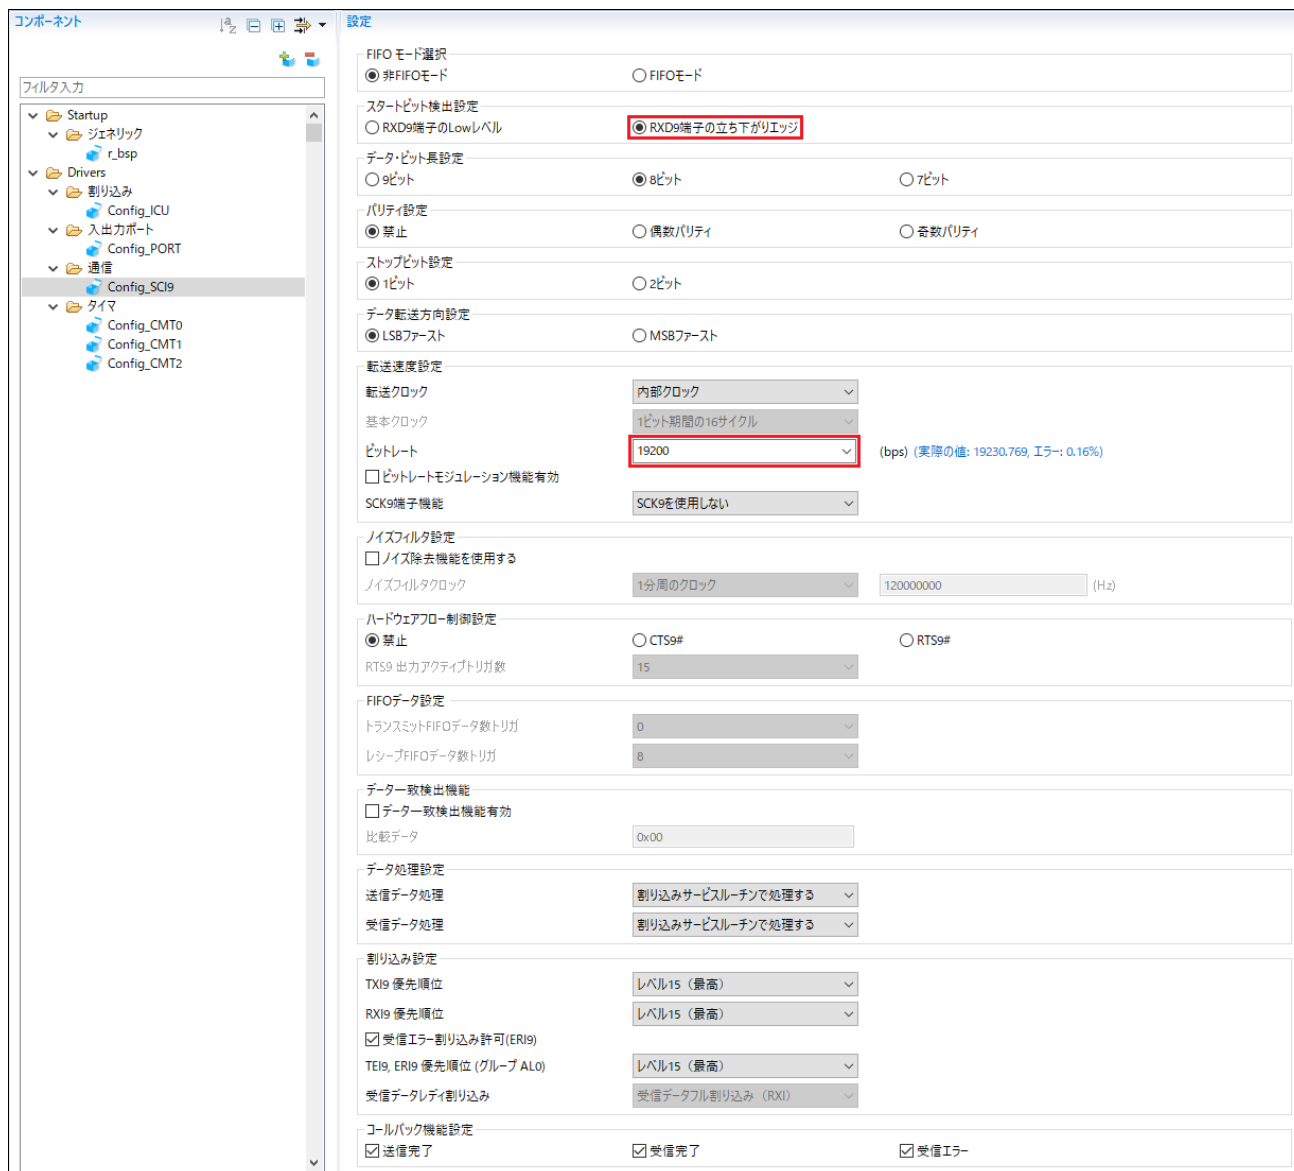 コンポーネント
フィルタ入力
Startup
ジェネリック
r_bsp
Drivers
割り込み
Config_ICU
入出力ポート
Config_PORT
通信
Config_SCI9
タイマ
Config_CMT0
Config_CMT1
Config_CMT2
設定
FIFO モード選択
非FIFOモード FIFOモード
スタートビット検出設定
RXD9端子のLowレベル RXD9端子の立ち下がりエッジ
データ・ビット長設定
9ビット 8ビット 7ビット
パリティ設定
禁止 偶数パリティ 奇数パリティ
ストップビット設定
1ビット 2ビット
データ転送方向設定
LSBファースト MSBファースト
転送速度設定
転送クロック 内部クロック
基本クロック 1ビット期間の16サイクル
ビットレート 19200 (bps) (実際の値: 19230.769, エラー: 0.16%)
ビットレートモジュレーション機能有効
SCK9端子機能 SCK9を使用しない
ノイズフィルタ設定
ノイズ除去機能を使用する
ノイズフィルタクロック 1分周のクロック 120000000 (Hz)
ハードウェアフロー制御設定
禁止 CTS9# RTS9#
RTS9 出力アクティブトリガ数 15
FIFOデータ設定
トランスミットFIFOデータ数トリガ 0
レシーブFIFOデータ数トリガ 8
データ一致検出機能
データ一致検出機能有効
比較データ 0x00
データ処理設定
送信データ処理 割り込みサービスルーチンで処理する
受信データ処理 割り込みサービスルーチンで処理する
割り込み設定
TXI9 優先順位 レベル15（最高）
RXI9 優先順位 レベル15（最高）
受信エラー割り込み許可(ERI9)
TEI9, ERI9 優先順位 (グループ AL0) レベル15（最高）
受信データレディ割り込み 受信データフル割り込み（RXI）
コールバック機能設定
送信完了 受信完了 受信エラー